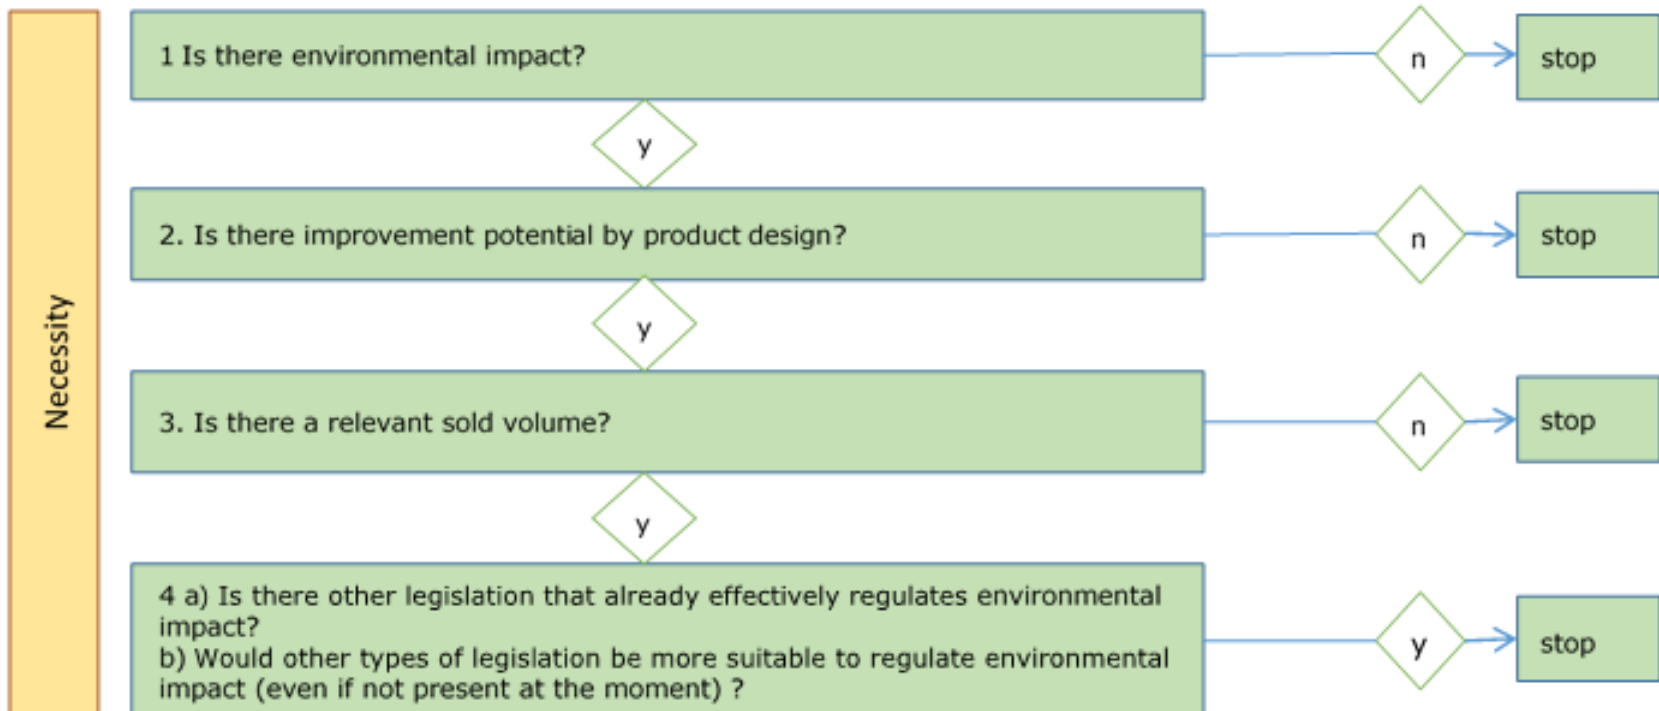 Necessity
1 Is there environmental impact?
n
stop
y
2. Is there improvement potential by product design?
n
stop
y
3. Is there a relevant sold volume?
n
stop
y
4 a) Is there other legislation that already effectively regulates environmental
impact?
b) Would other types of legislation be more suitable to regulate environmental
impact (even if not present at the moment) ?
y
stop